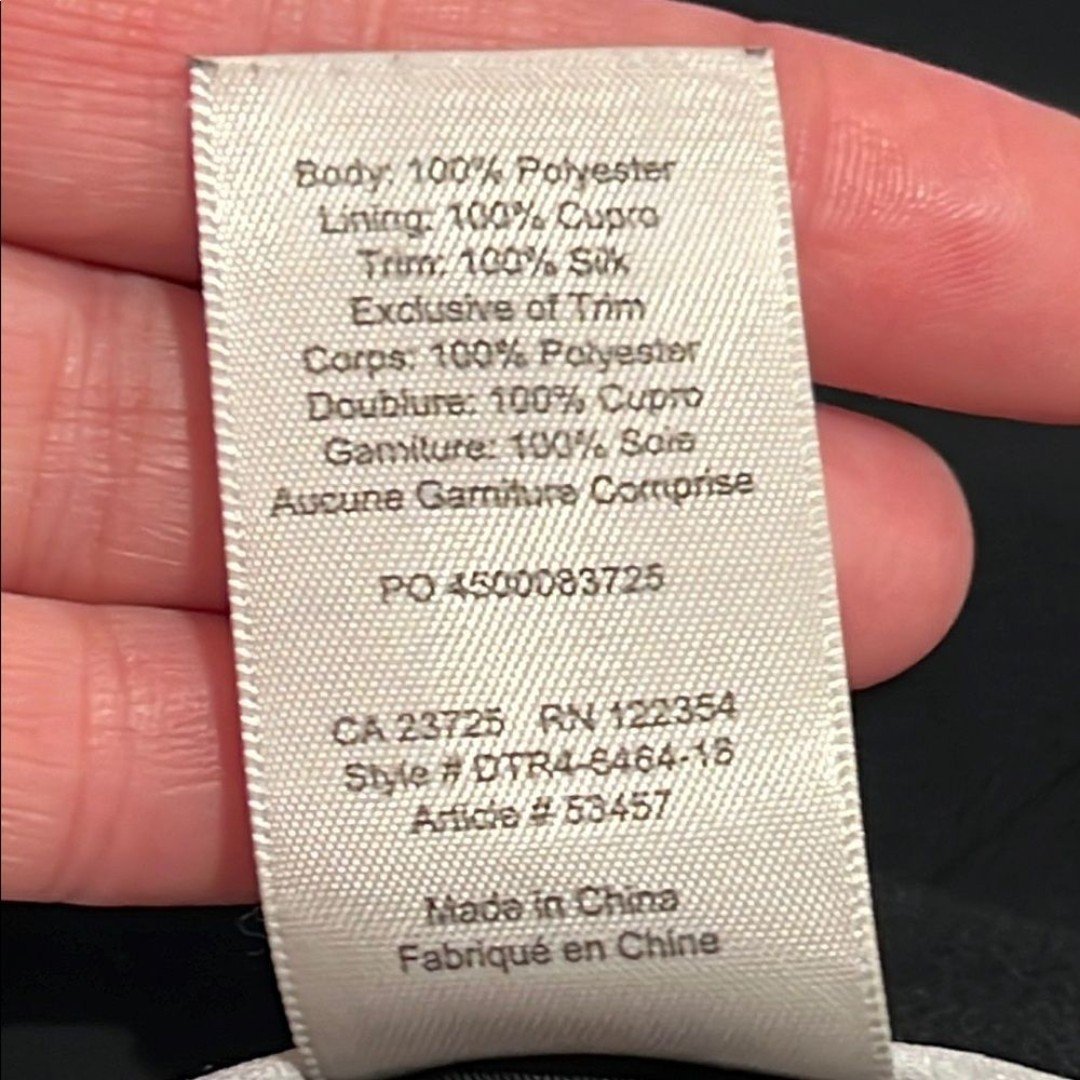 Body: 100% Polyester
Lining: 100% Cupro
Trim: 100% Silk
Exclusive of Trim
Corps: 100% Polyester
Doublure: 100% Cupro
Garniture: 100% Soie
Aucune Garniture Comprise
PO 4500083725
CA 23725 RN 122354
Style # DTR4-6464-16
Article # 53457
Made in China
Fabriqué en Chine